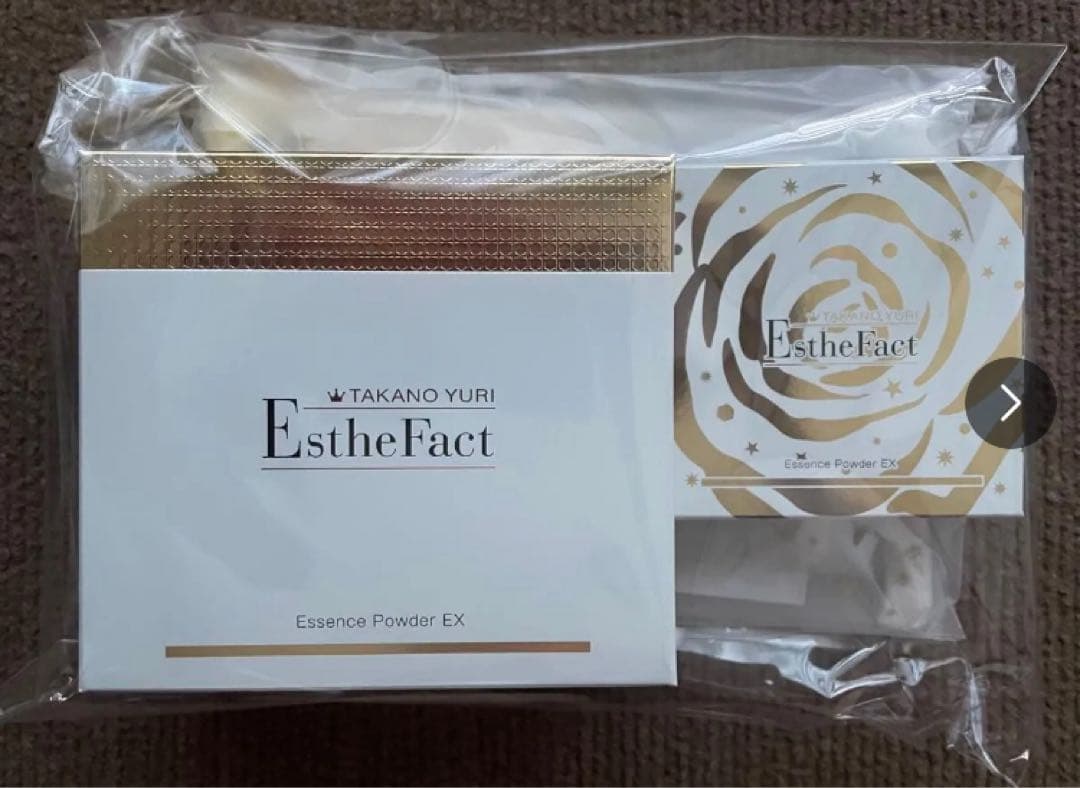 TAKANO YURI
EstheFact
Essence Powder EX
TAKANO YURI
EstheFact
Essence Powder EX